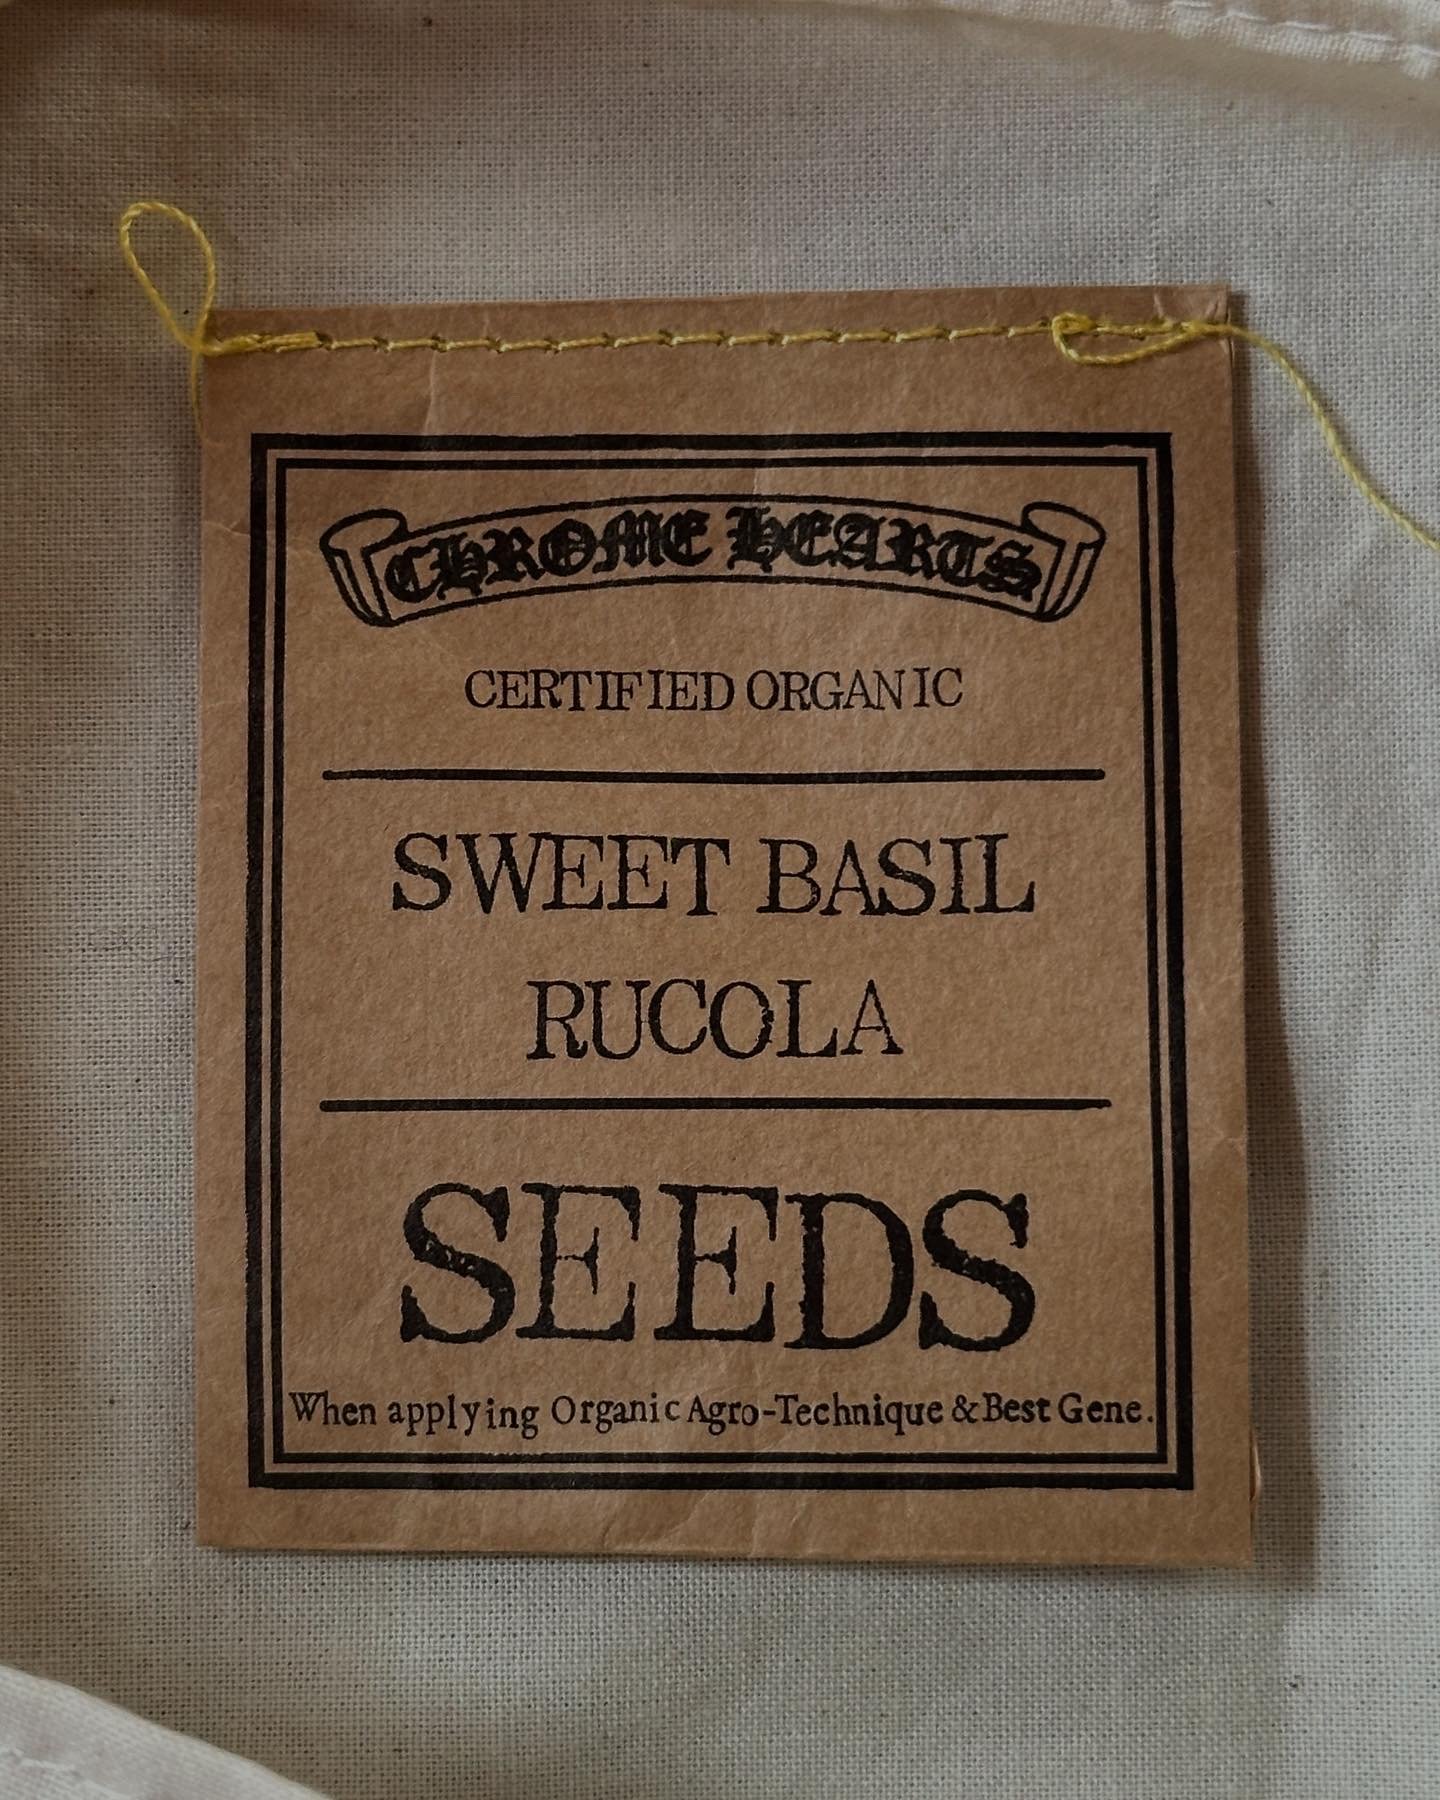 CHROME HEARTS
CERTIFIED ORGANIC
SWEET BASIL
RUCOLA
SEEDS
When applying Organic Agro-Technique & Best Gene.